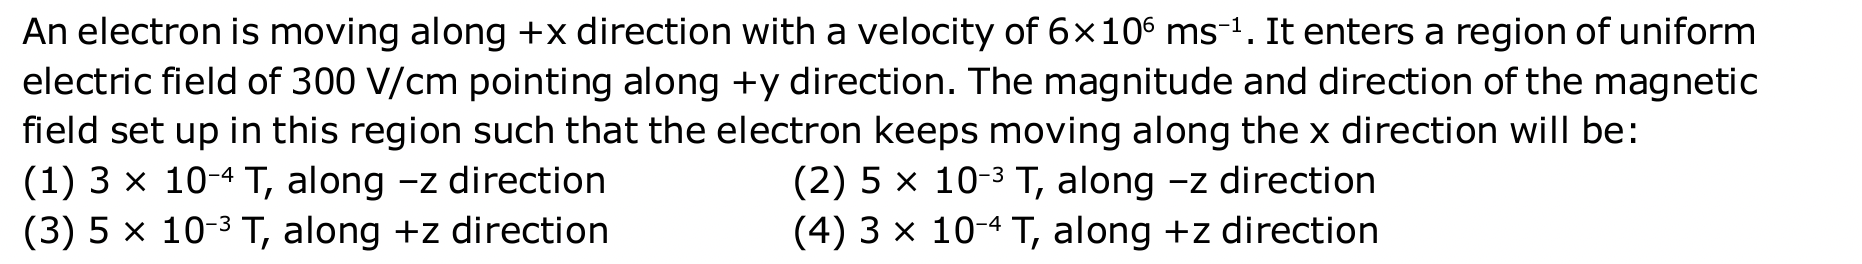 An electron is moving along +x direction with a velocity of 6×10⁶ ms⁻¹. It enters a region of uniform
electric field of 300 V/cm pointing along +y direction. The magnitude and direction of the magnetic
field set up in this region such that the electron keeps moving along the x direction will be:
(1) 3 × 10⁻⁴ T, along –z direction (2) 5 × 10⁻³ T, along –z direction
(3) 5 × 10⁻³ T, along +z direction (4) 3 × 10⁻⁴ T, along +z direction